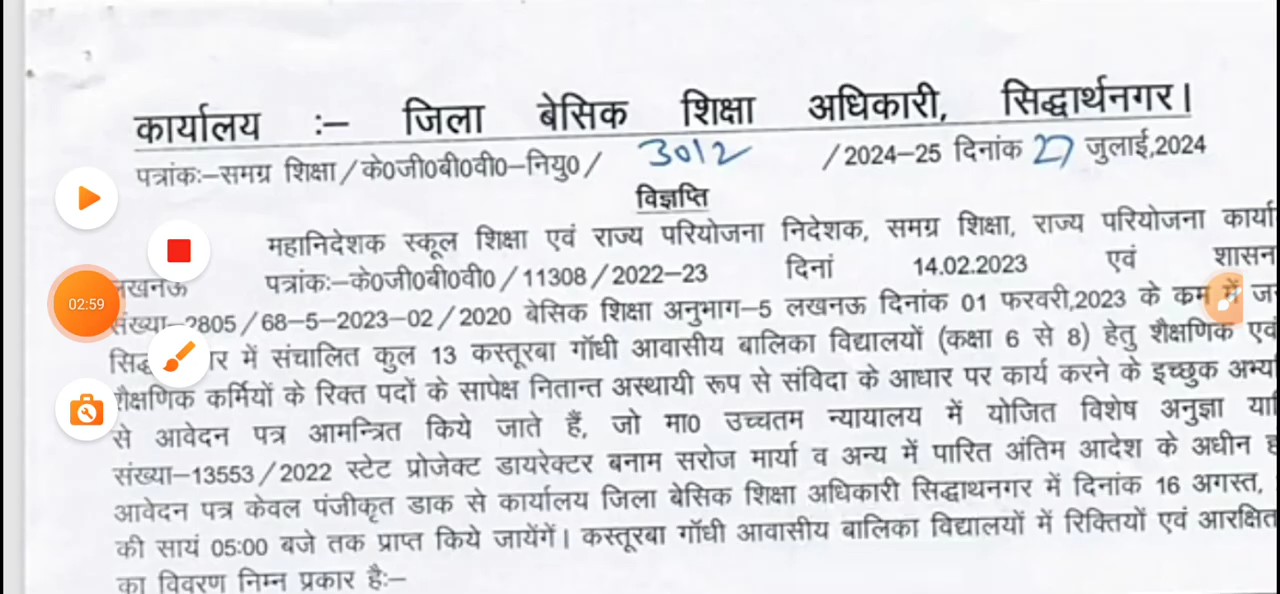 कार्यालय :– जिला बेसिक शिक्षा अधिकारी, सिद्धार्थनगर।
पत्रांकः–समग्र शिक्षा/के0जी0बी0वी0–नियु0/ 3012 /2024–25 दिनांक 27 जुलाई,2024
विज्ञप्ति
महानिदेशक स्कूल शिक्षा एवं राज्य परियोजना निदेशक, समग्र शिक्षा, राज्य परियोजना
पत्रांकः–के0जी0बी0वी0/11308/2022–23 दिनां 14.02.2023 एवं शासन
02:59
2805/68–5–2023–02/2020 बेसिक शिक्षा अनुभाग–5 लखनऊ दिनांक 01 फरवरी,2023 के कम में
में संचालित कुल 13 कस्तूरबा गॉधी आवासीय बालिका विद्यालयों (कक्षा 6 से 8) हेतु शैक्षणिक
कर्मियों के रिक्त पदों के सापेक्ष नितान्त अस्थायी रूप से संविदा के आधार पर कार्य करने के इच्छुक
से आवेदन पत्र आमन्त्रित किये जाते हैं, जो मा0 उच्चतम न्यायालय में योजित विशेष अनुज्ञा
संख्या–13553/2022 स्टेट प्रोजेक्ट डायरेक्टर बनाम सरोज मार्या व अन्य में पारित अंतिम आदेश के अधीन
आवेदन पत्र केवल पंजीकृत डाक से कार्यालय जिला बेसिक शिक्षा अधिकारी सिद्धाथनगर में दिनांक 16 अगस्त,
की सायं 05:00 बजे तक प्राप्त किये जायेंगें। कस्तूरबा गॉधी आवासीय बालिका विद्यालयों में रिक्तियों एवं आरक्षित
का विवरण निम्न प्रकार हैः–